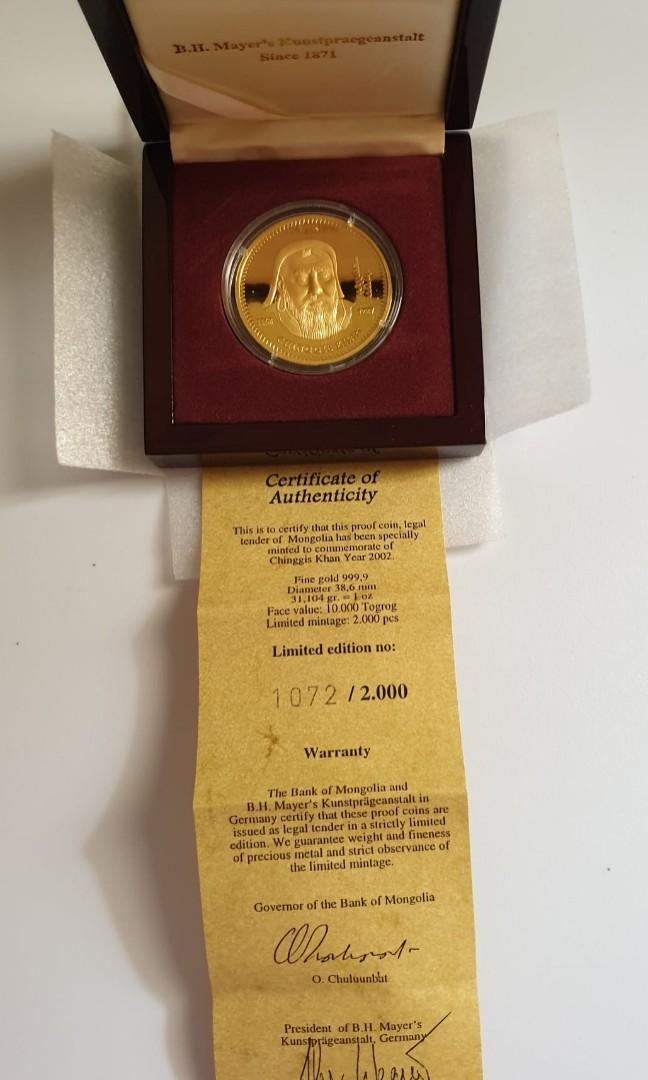 B.H. Mayer's Kunstpraegeanstalt
Since 1871
CHINGGIS KHAN
Certificate of
Authenticity
This is to certify that this proof coin, legal
tender of Mongolia has been specially
minted to commemorate of
Chinggis Khan Year 2002.
Fine gold 999,9
Diameter 38,6 mm
31,104 gr. = 1 oz
Face value: 10.000 Togrog
Limited mintage: 2.000 pcs
Limited edition no:
1072 / 2.000
Warranty
The Bank of Mongolia and
B.H. Mayer's Kunstprägeanstalt in
Germany certify that these proof coins are
issued as legal tender in a strictly limited
edition. We guarantee weight and fineness
of precious metal and strict observance of
the limited mintage.
Governor of the Bank of Mongolia
O. Chuluunbat
President of B.H. Mayer's
Kunstprägeanstalt, Germany